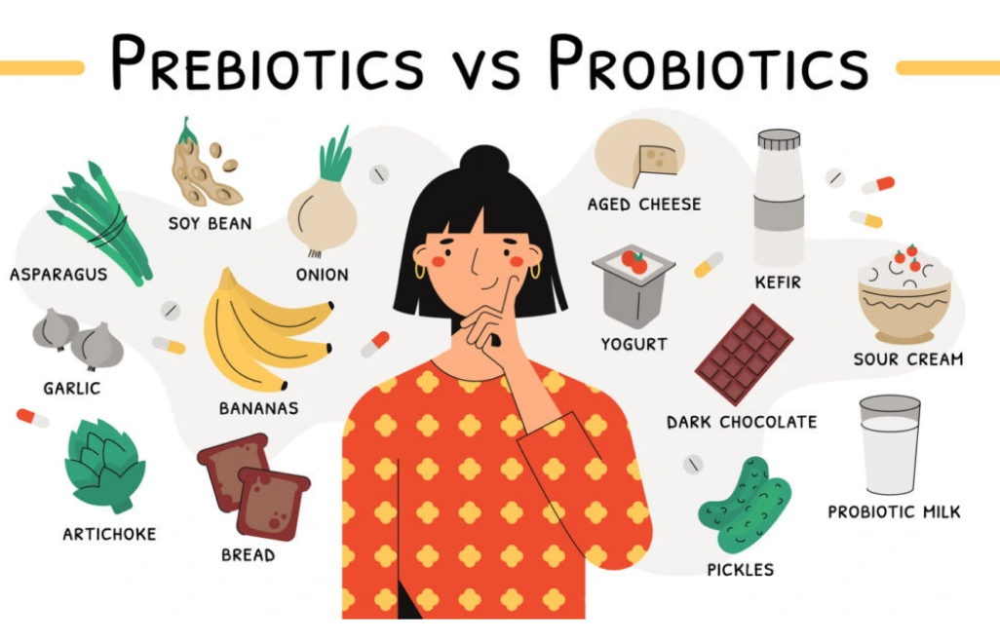 PREBIOTICS VS PROBIOTICS
SOY BEAN
ASPARAGUS
ONION
GARLIC
BANANAS
ARTICHOKE
BREAD
AGED CHEESE
KEFIR
YOGURT
SOUR CREAM
DARK CHOCOLATE
PROBIOTIC MILK
PICKLES